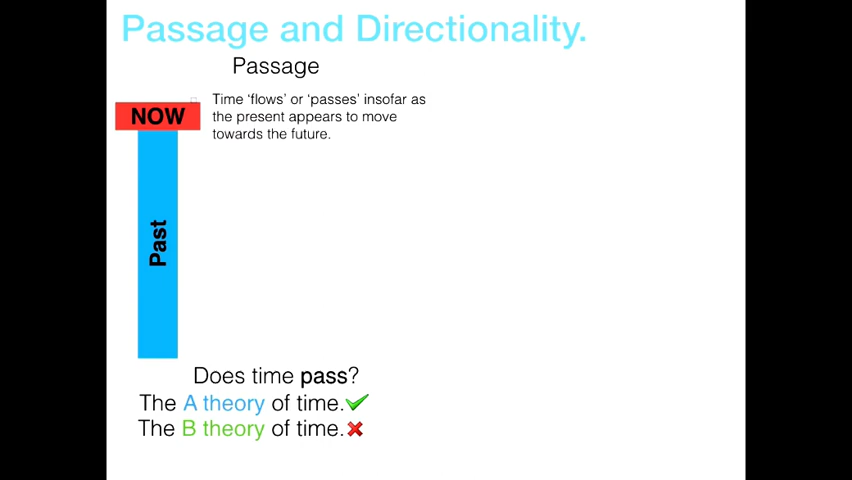 Passage and Directionality.
Passage
Time ‘flows’ or ‘passes’ insofar as
the present appears to move
towards the future.
NOW
Past
Does time pass?
The A theory of time.
The B theory of time.